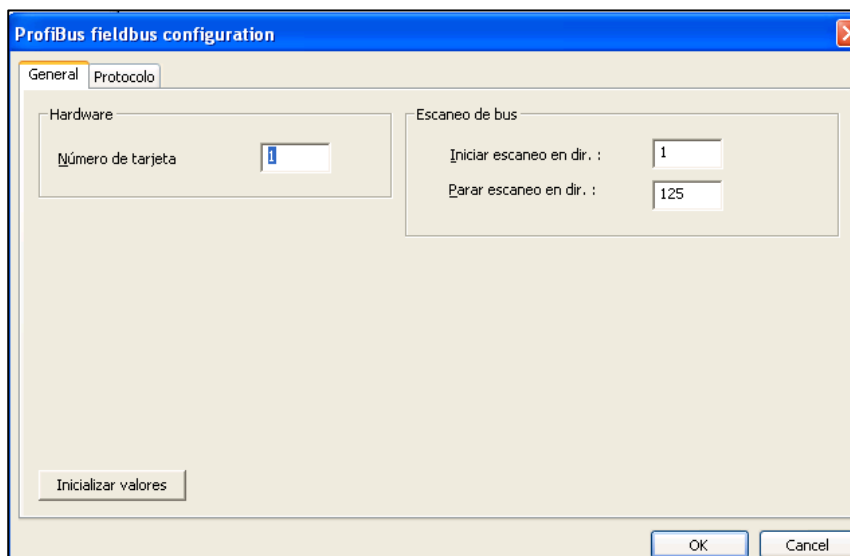 ProfiBus fieldbus configuration
General Protocolo
Hardware
Número de tarjeta 1
Escaneo de bus
Iniciar escaneo en dir. : 1
Parar escaneo en dir. : 125
Inicializar valores
OK Cancel